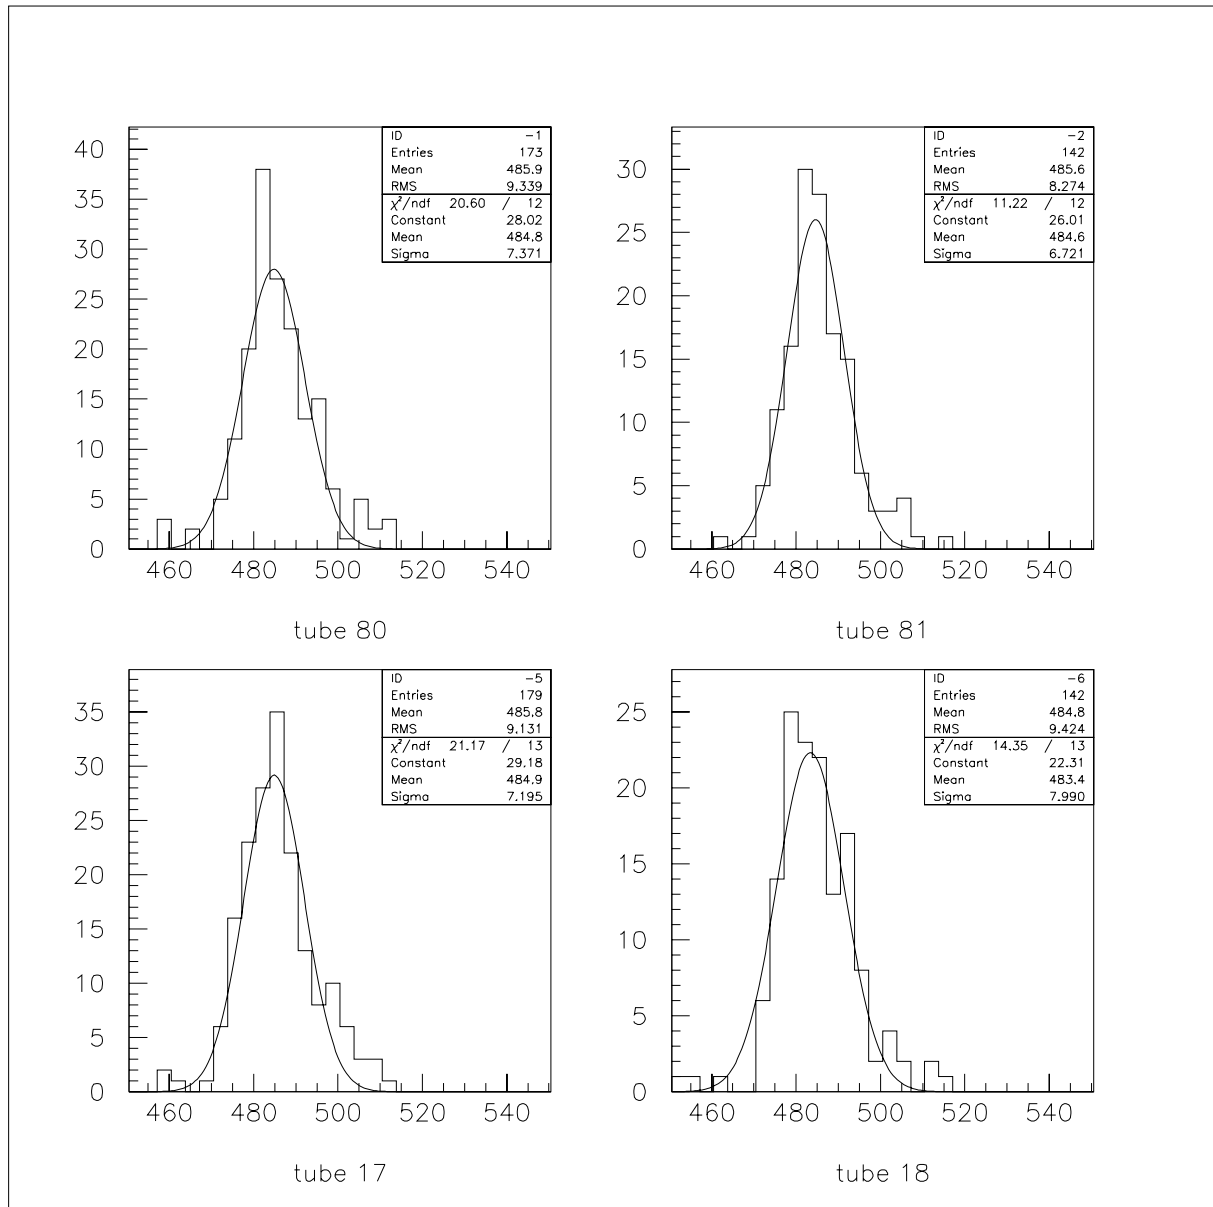 ID -1
Entries 173
Mean 485.9
RMS 9.339
χ²/ndf 20.60 / 12
Constant 28.02
Mean 484.8
Sigma 7.371
40
35
30
25
20
15
10
5
0
460 480 500 520 540
tube 80
ID -2
Entries 142
Mean 485.6
RMS 8.274
χ²/ndf 11.22 / 12
Constant 26.01
Mean 484.6
Sigma 6.721
30
25
20
15
10
5
0
460 480 500 520 540
tube 81
ID -5
Entries 179
Mean 485.8
RMS 9.131
χ²/ndf 21.17 / 13
Constant 29.18
Mean 484.9
Sigma 7.195
35
30
25
20
15
10
5
0
460 480 500 520 540
tube 17
ID -6
Entries 142
Mean 484.8
RMS 9.424
χ²/ndf 14.35 / 13
Constant 22.31
Mean 483.4
Sigma 7.990
25
20
15
10
5
0
460 480 500 520 540
tube 18